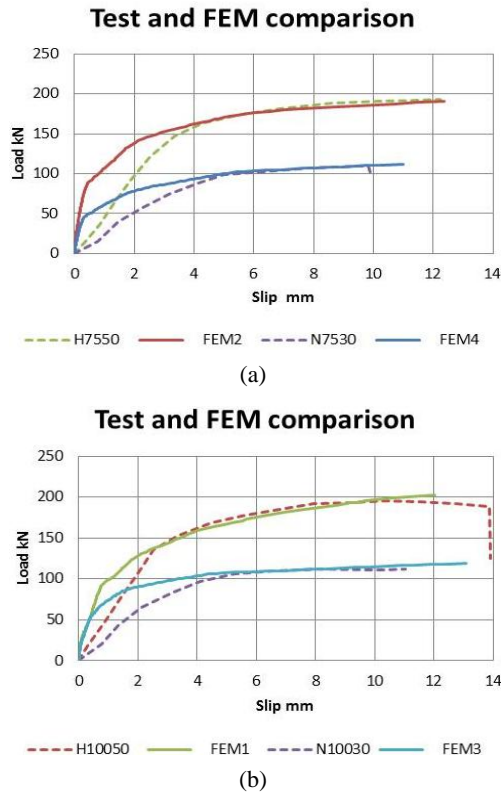 Test and FEM comparison
250
200
150
100
50
0
Load kN
0 2 4 6 8 10 12 14
Slip mm
H7550 FEM2 N7530 FEM4
(a)
Test and FEM comparison
250
200
150
100
50
0
Load kN
0 2 4 6 8 10 12 14
Slip mm
H10050 FEM1 N10030 FEM3
(b)